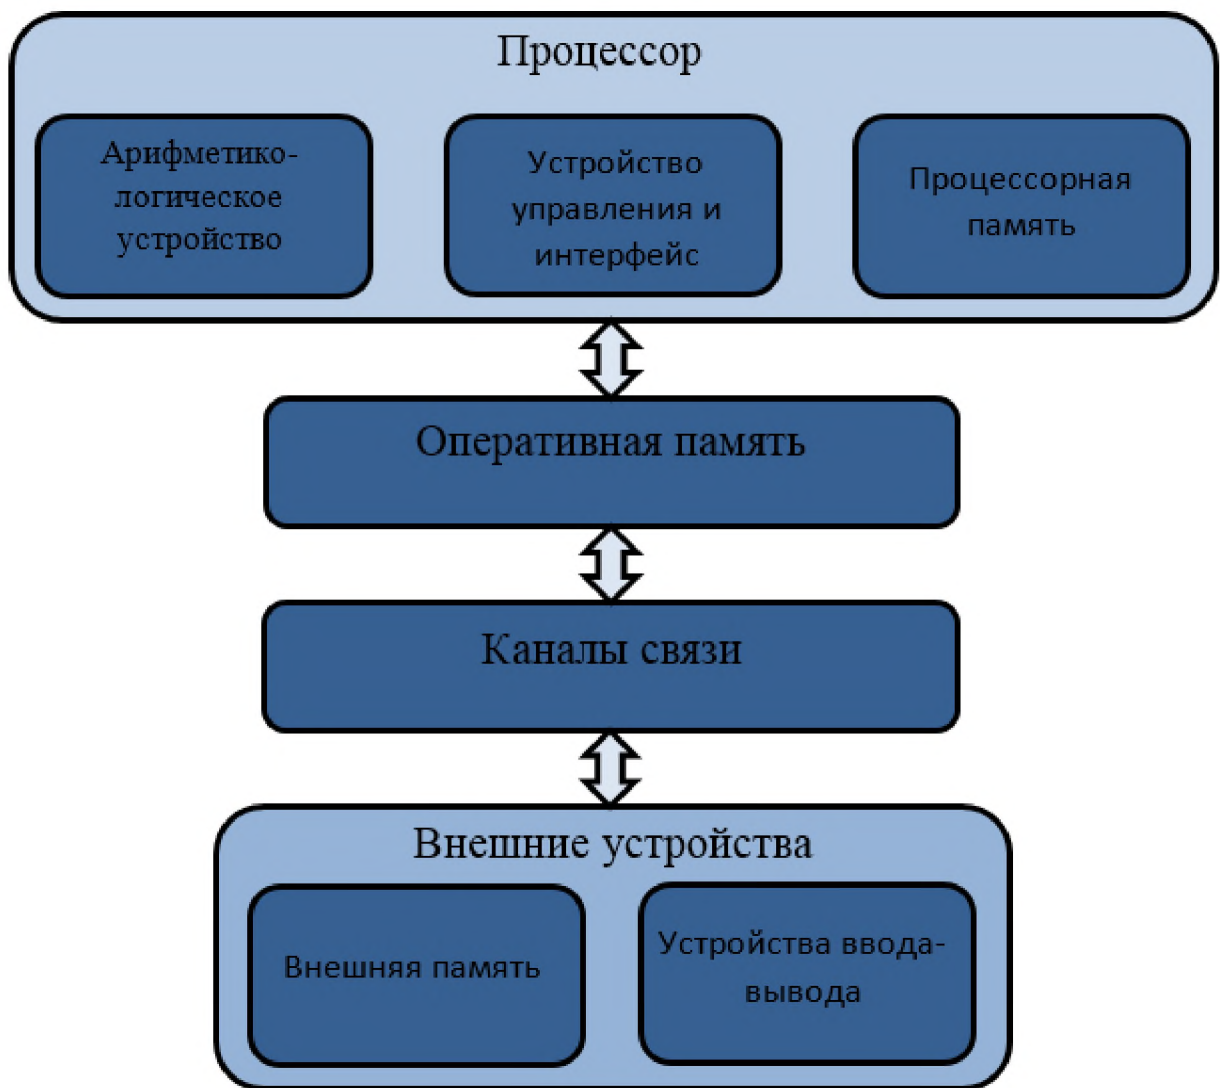 Процессор
Арифметико-
логическое
устройство
Устройство
управления и
интерфейс
Процессорная
память
Оперативная память
Каналы связи
Внешние устройства
Внешняя память
Устройства ввода-
вывода